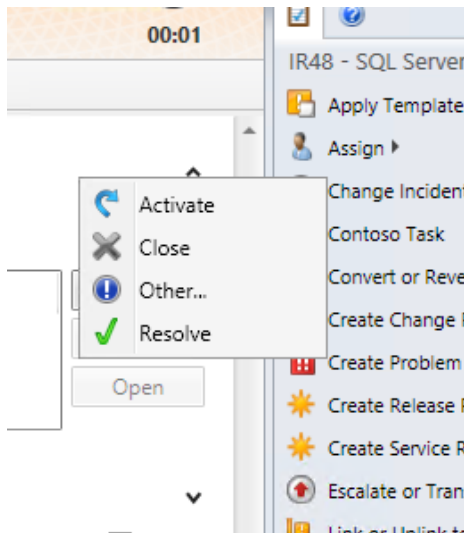 00:01
IR48 - SQL Server
Apply Template
Assign
Change Incident
Contoso Task
Convert or Reve
Create Change
Create Problem
Create Release
Create Service R
Escalate or Tran
Link or Unlink to
Activate
Close
Other...
Resolve
Open